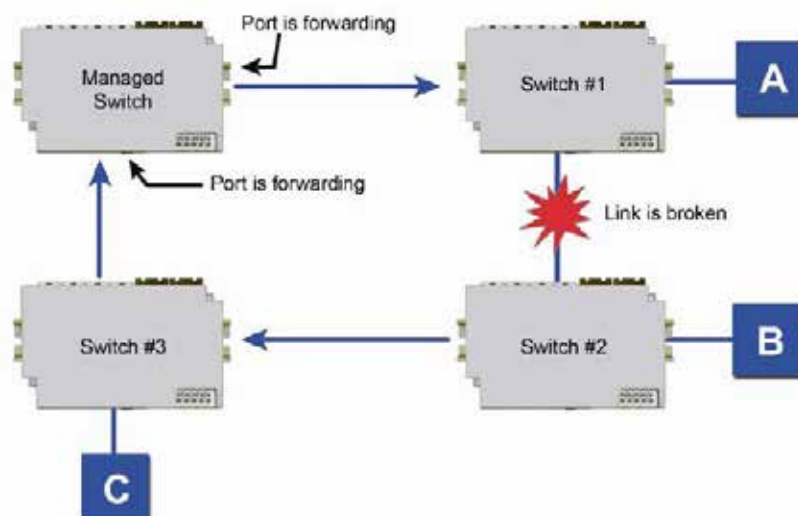 Port is forwarding
Managed
Switch
Switch #1
A
Port is forwarding
Link is broken
Switch #3
Switch #2
B
C